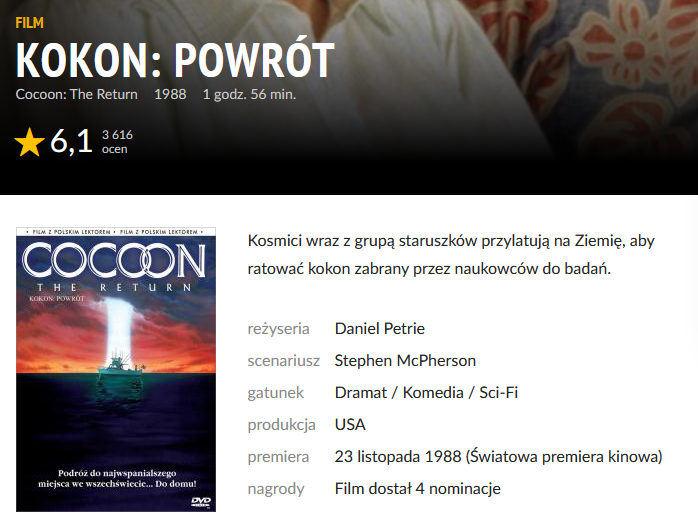 FILM
KOKON: POWRÓT
Cocoon: The Return 1988 1 godz. 56 min.
6,1 3 616 ocen
• FILM Z POLSKIM LEKTOREM • FILM Z POLSKIM LEKTOREM •
COCOON
THE RETURN
KOKON: POWRÓT
Podróż do najwspanialszego
miejsca we wszechświecie... Do domu!
DVD
Kosmici wraz z grupą staruszków przylatują na Ziemię, aby
ratować kokon zabrany przez naukowców do badań.
reżyseria Daniel Petrie
scenariusz Stephen McPherson
gatunek Dramat / Komedia / Sci-Fi
produkcja USA
premiera 23 listopada 1988 (Światowa premiera kinowa)
nagrody Film dostał 4 nominacje